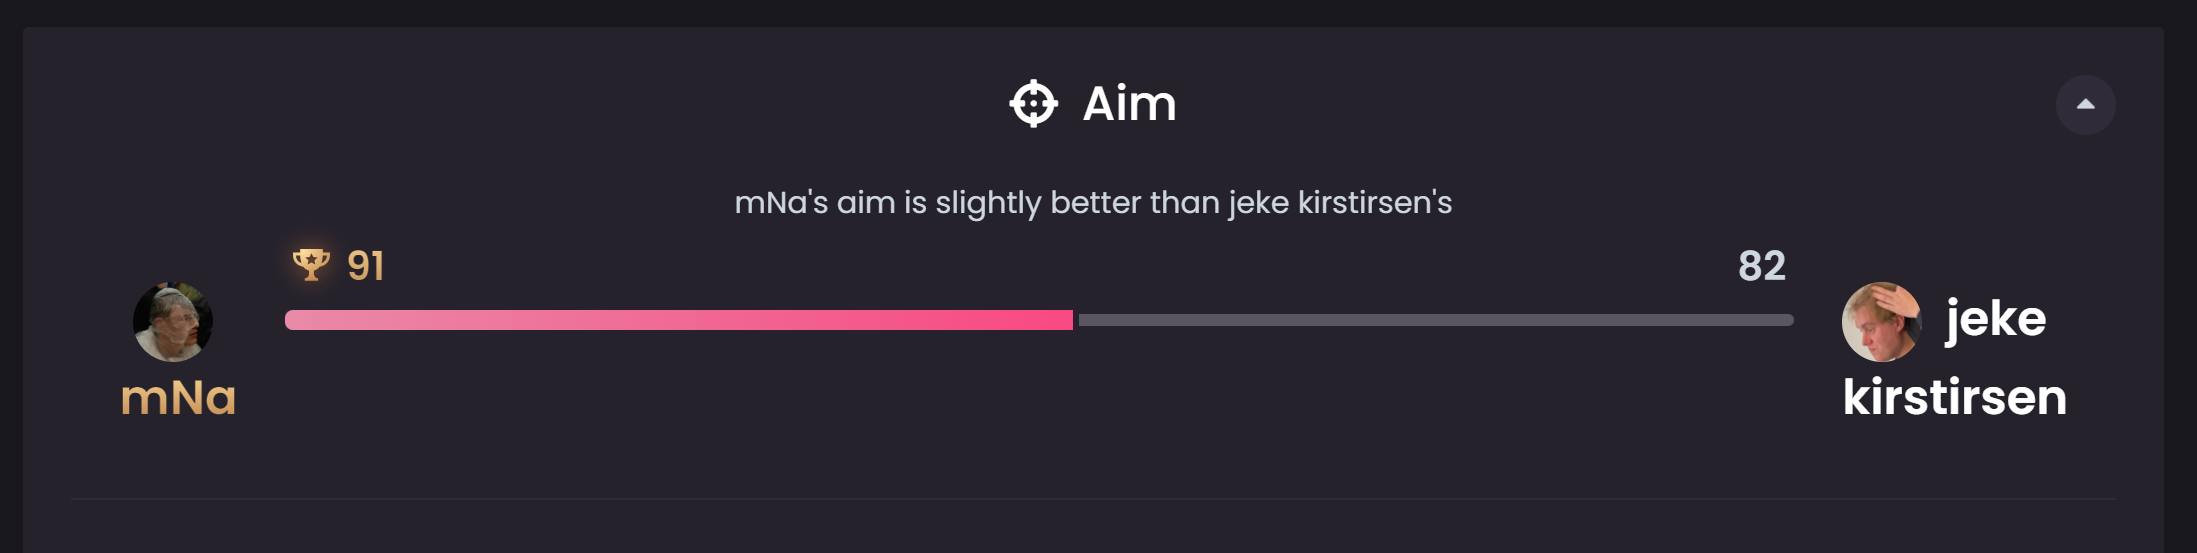 Aim
mNa's aim is slightly better than jeke kirstirsen's
91
82
mNa
jeke
kirstirsen